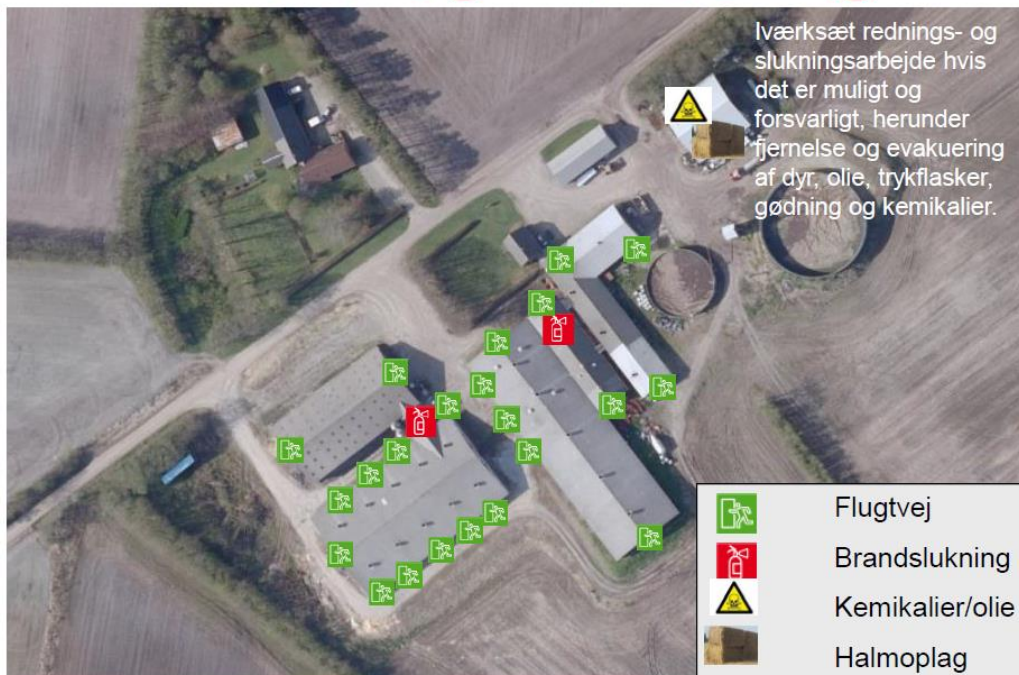 Iværksæt rednings- og
slukningsarbejde hvis
det er muligt og
forsvarligt, herunder
fjernelse og evakuering
af dyr, olie, trykflasker,
gødning og kemikalier.
Flugtvej
Brandslukning
Kemikalier/olie
Halmoplag